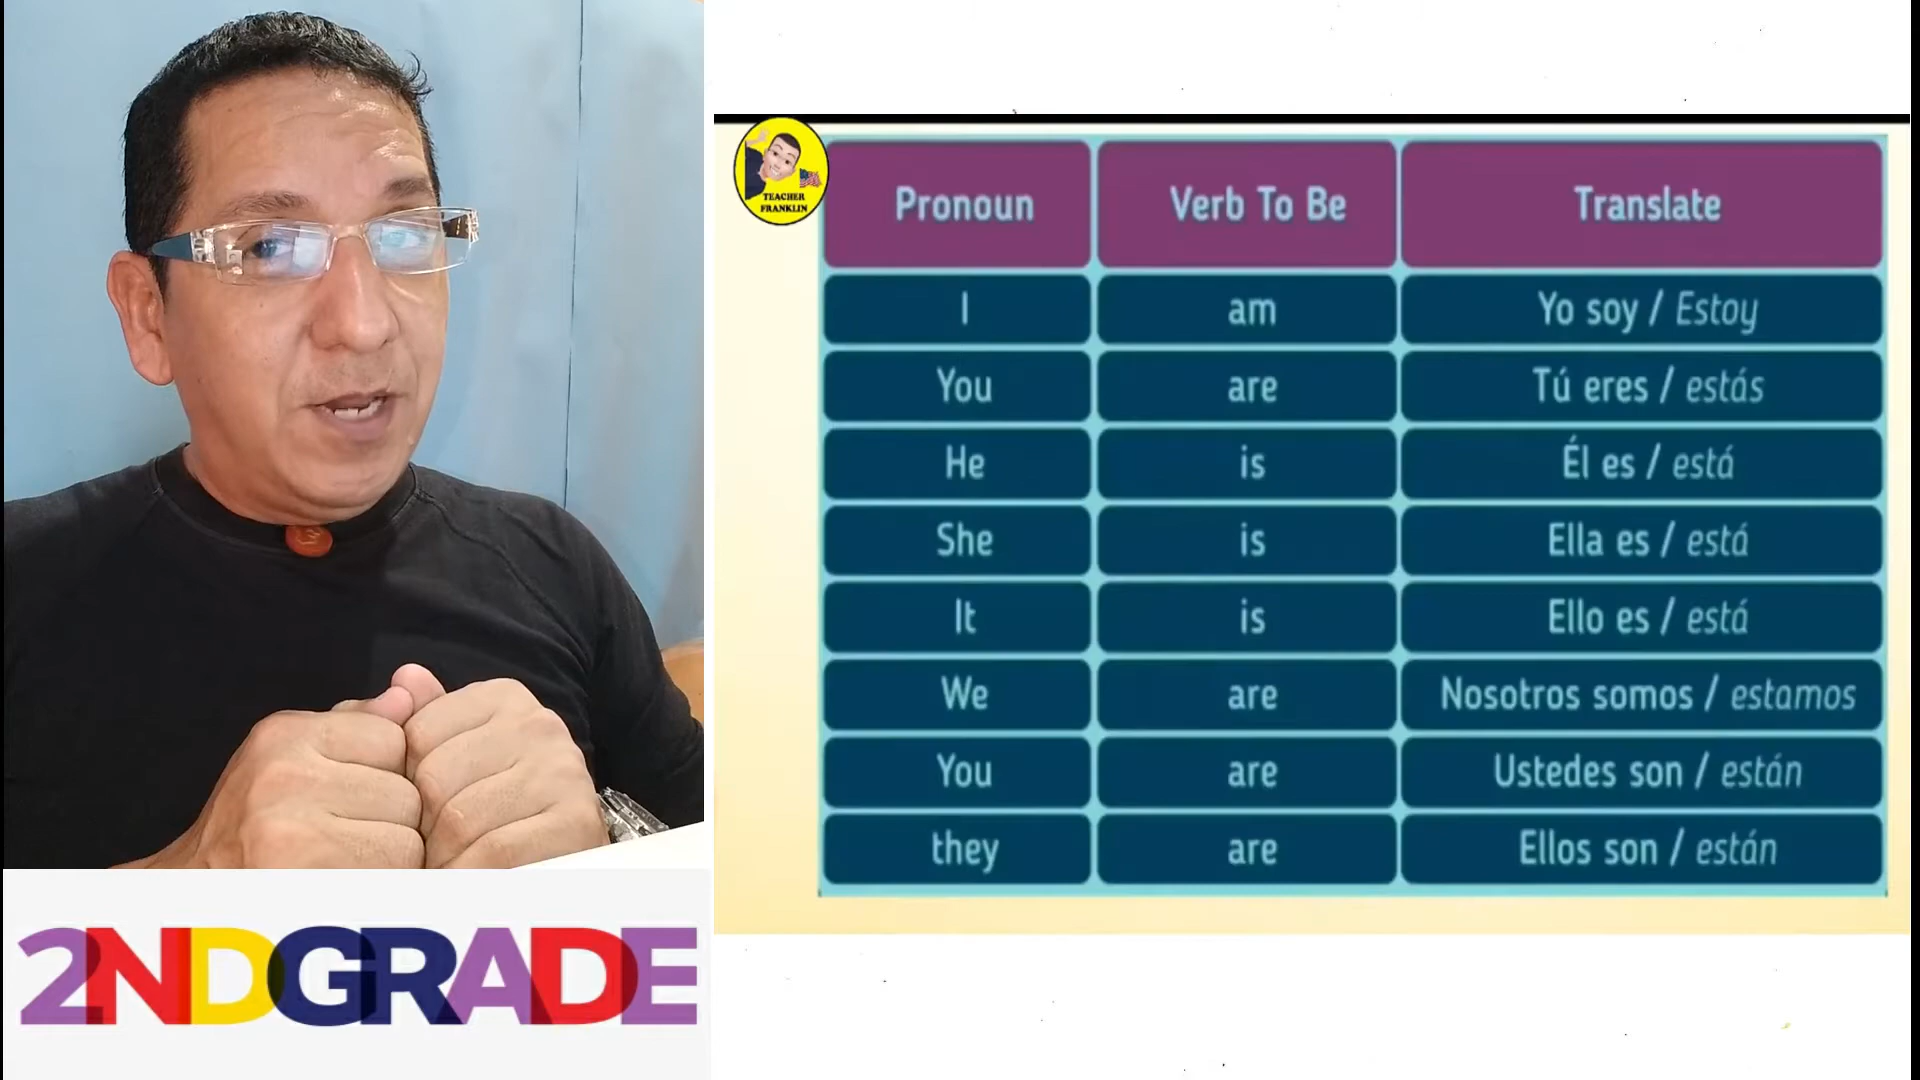 TEACHER
FRANKLIN
Pronoun Verb To Be Translate
I am Yo soy / Estoy
You are Tú eres / estás
He is Él es / está
She is Ella es / está
It is Ello es / está
We are Nosotros somos / estamos
You are Ustedes son / están
they are Ellos son / están
2NDGRADE